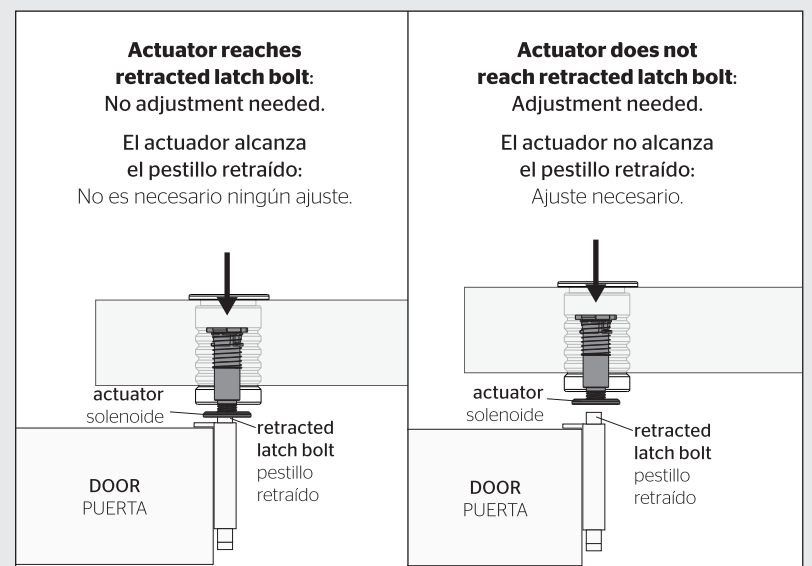 Actuator reaches
retracted latch bolt:
No adjustment needed.
El actuador alcanza
el pestillo retraído:
No es necesario ningún ajuste.
actuator
solenoide
retracted
latch bolt
pestillo
retraído
DOOR
PUERTA
Actuator does not
reach retracted latch bolt:
Adjustment needed.
El actuador no alcanza
el pestillo retraído:
Ajuste necesario.
actuator
solenoide
retracted
latch bolt
pestillo
retraído
DOOR
PUERTA